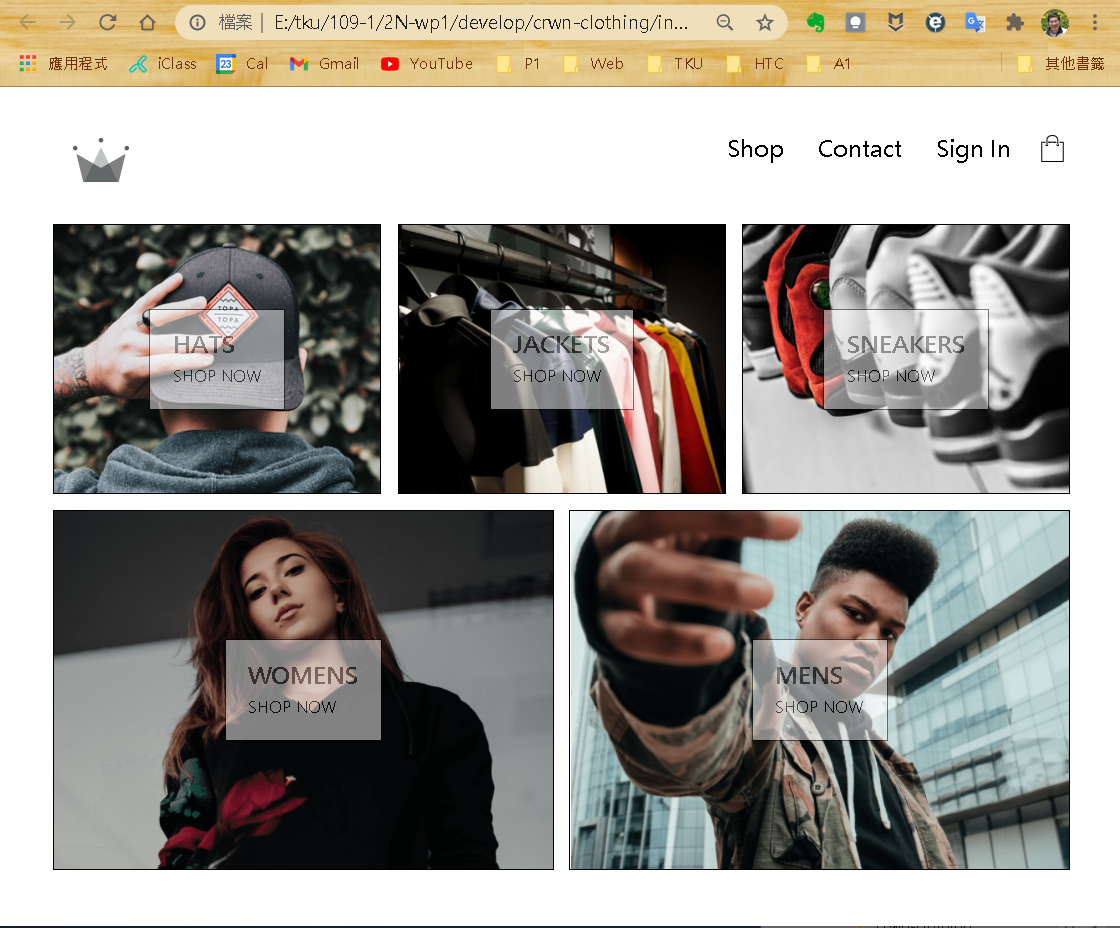 檔案 | E:/tku/109-1/2N-wp1/develop/crwn-clothing/in...
應用程式 iClass 23 Cal Gmail YouTube P1 Web TKU HTC A1 其他書籤
Shop Contact Sign In
TOPA
TOPA
HATS
SHOP NOW
JACKETS
SHOP NOW
SNEAKERS
SHOP NOW
WOMENS
SHOP NOW
MENS
SHOP NOW